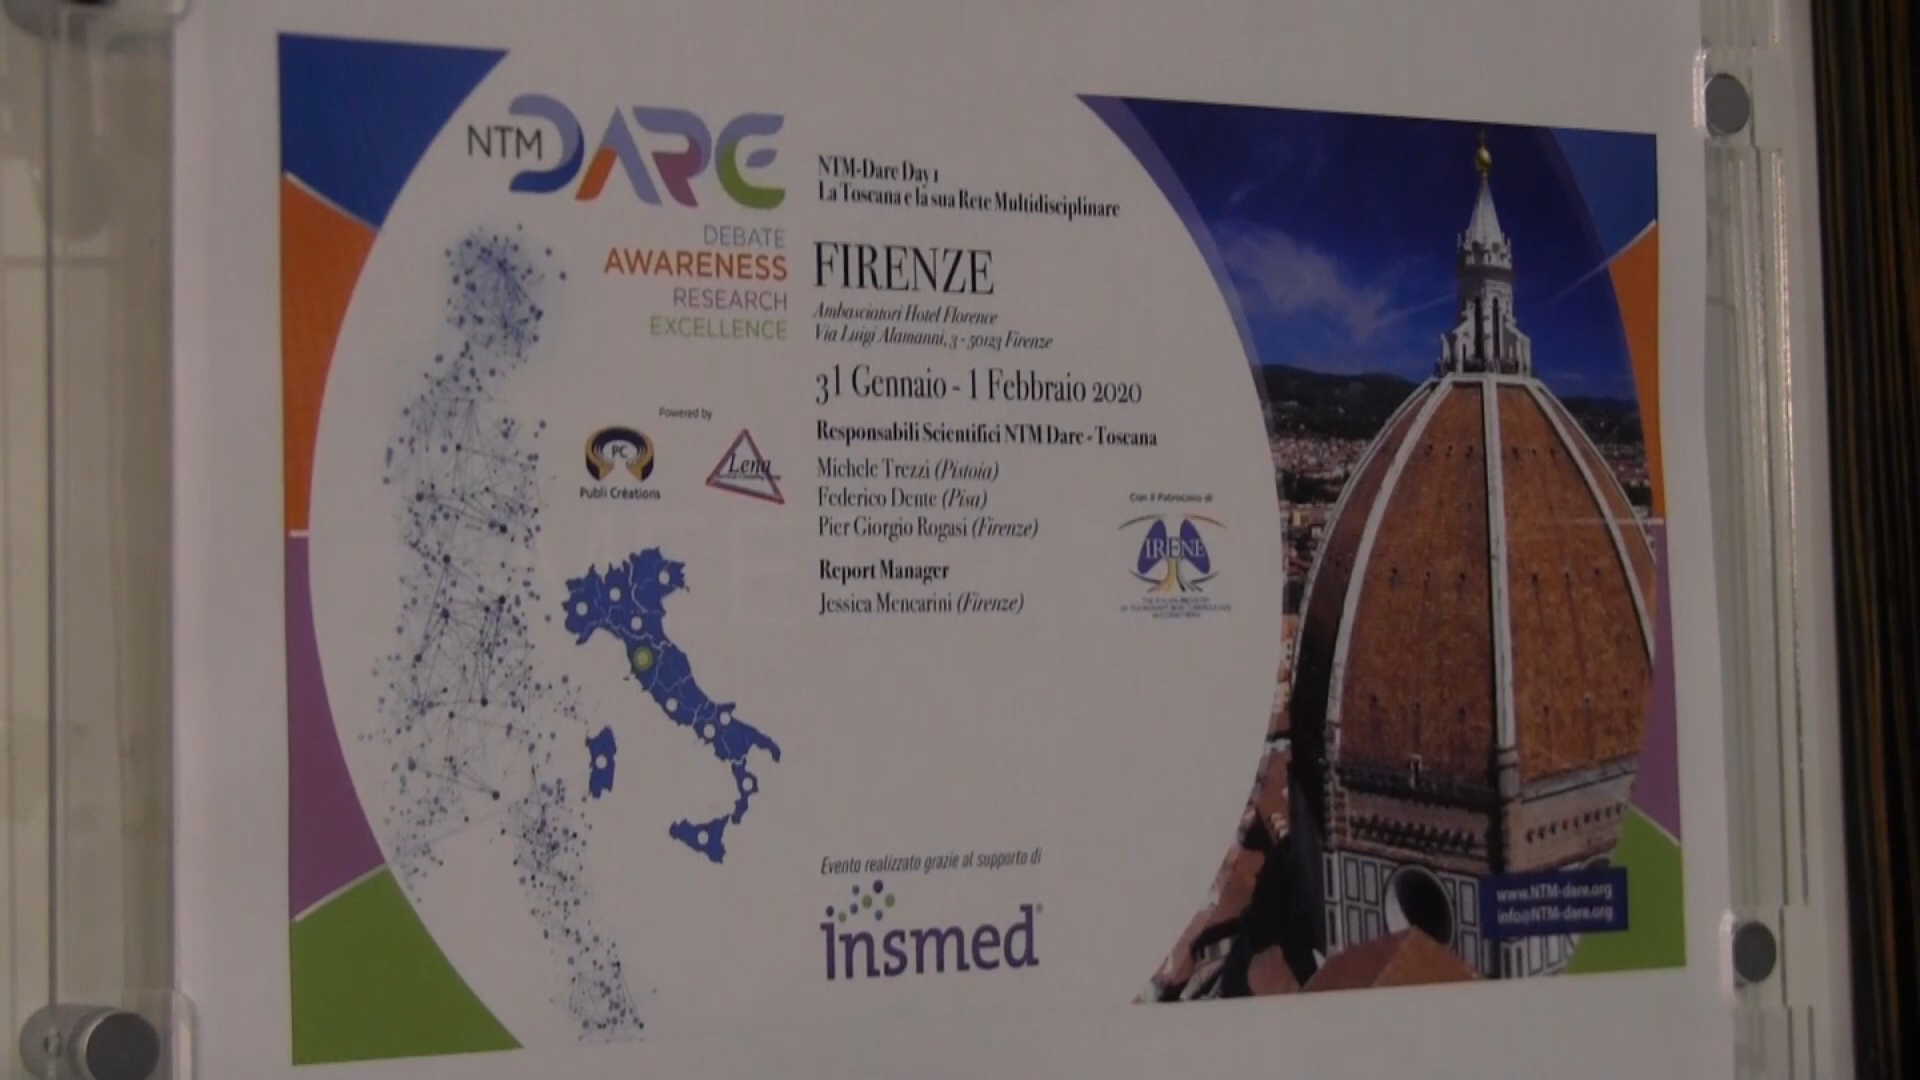 NTM DARE
DEBATE
AWARENESS
RESEARCH
EXCELLENCE
NTM-Dare Day 1
La Toscana e la sua Rete Multidisciplinare
FIRENZE
Ambasciatori Hotel Florence
Via Luigi Alamanni, 3 - 50123 Firenze
31 Gennaio - 1 Febbraio 2020
Powered by
PC
Publi Créations
Lena
Responsabili Scientifici NTM Dare - Toscana
Michele Trezzi (Pistoia)
Federico Dente (Pisa)
Pier Giorgio Rogasi (Firenze)
Report Manager
Jessica Mencarini (Firenze)
Con il Patrocinio di
IRENE
Evento realizzato grazie al supporto di
insmed®
www.NTM-dare.org
info@NTM-dare.org